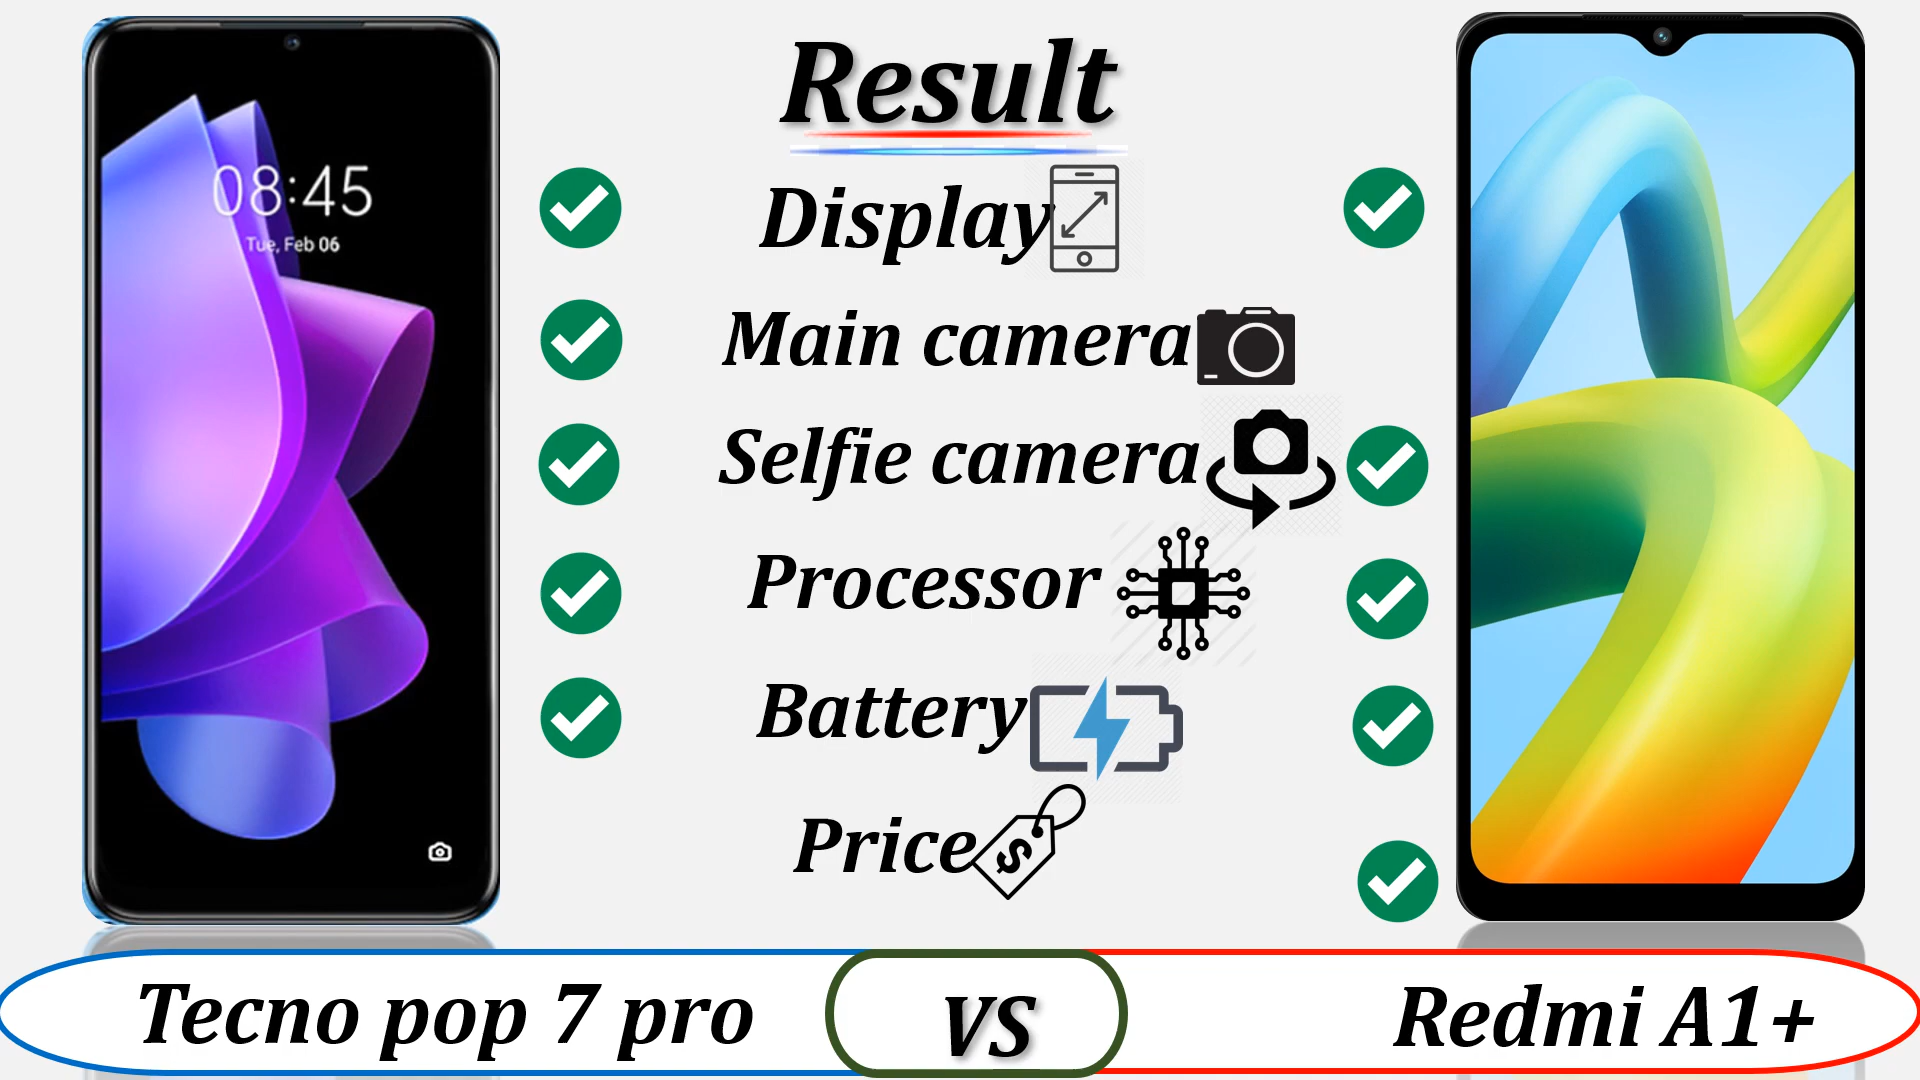 Result
08:45
Tue, Feb 06
Display
Main camera
Selfie camera
Processor
Battery
Price
$
Tecno pop 7 pro
VS
Redmi A1+